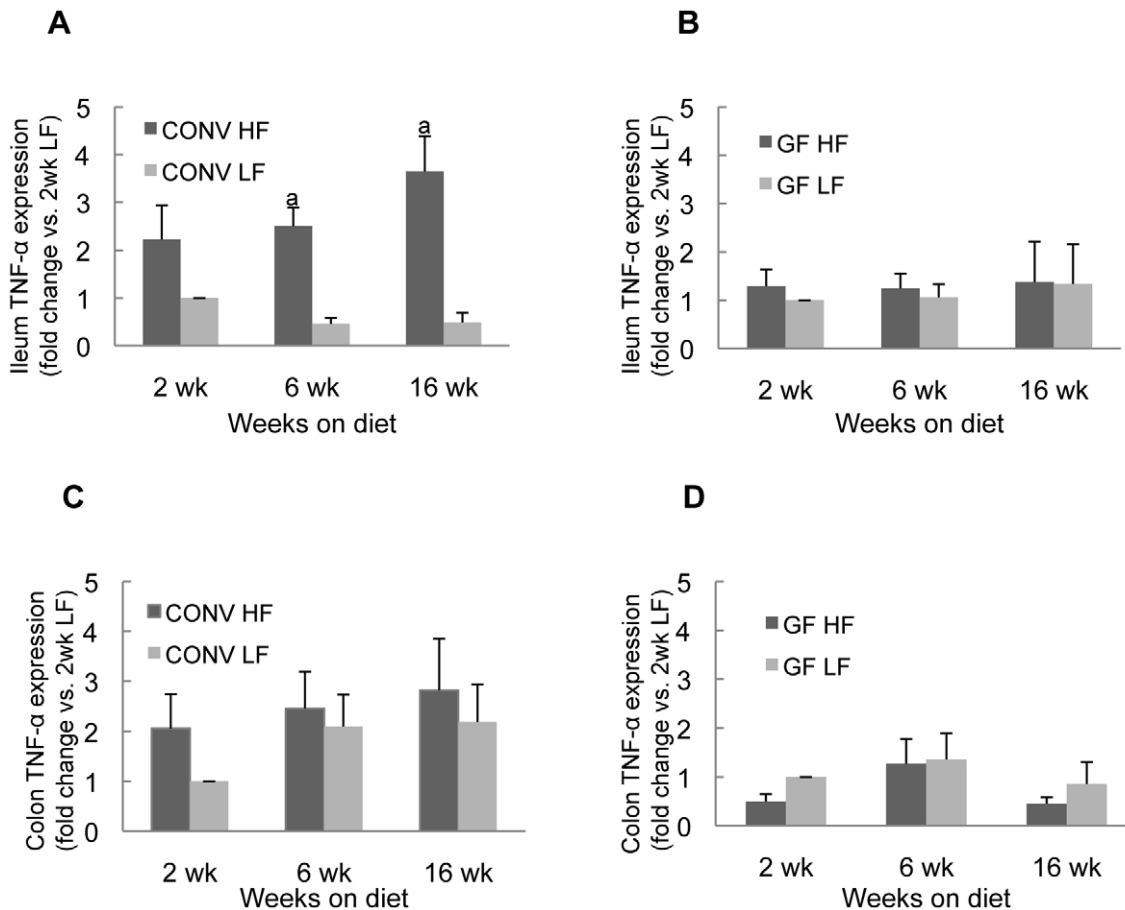 A
Ileum TNF-α expression
(fold change vs. 2wk LF)
5
4
3
2
1
0
CONV HF
CONV LF
a
a
2 wk
6 wk
16 wk
Weeks on diet
B
Ileum TNF-α expression
(fold change vs. 2wk LF)
5
4
3
2
1
0
GF HF
GF LF
2 wk
6 wk
16 wk
Weeks on diet
C
Colon TNF-α expression
(fold change vs. 2wk LF)
5
4
3
2
1
0
CONV HF
CONV LF
2 wk
6 wk
16 wk
Weeks on diet
D
Colon TNF-α expression
(fold change vs. 2wk LF)
5
4
3
2
1
0
GF HF
GF LF
2 wk
6 wk
16 wk
Weeks on diet